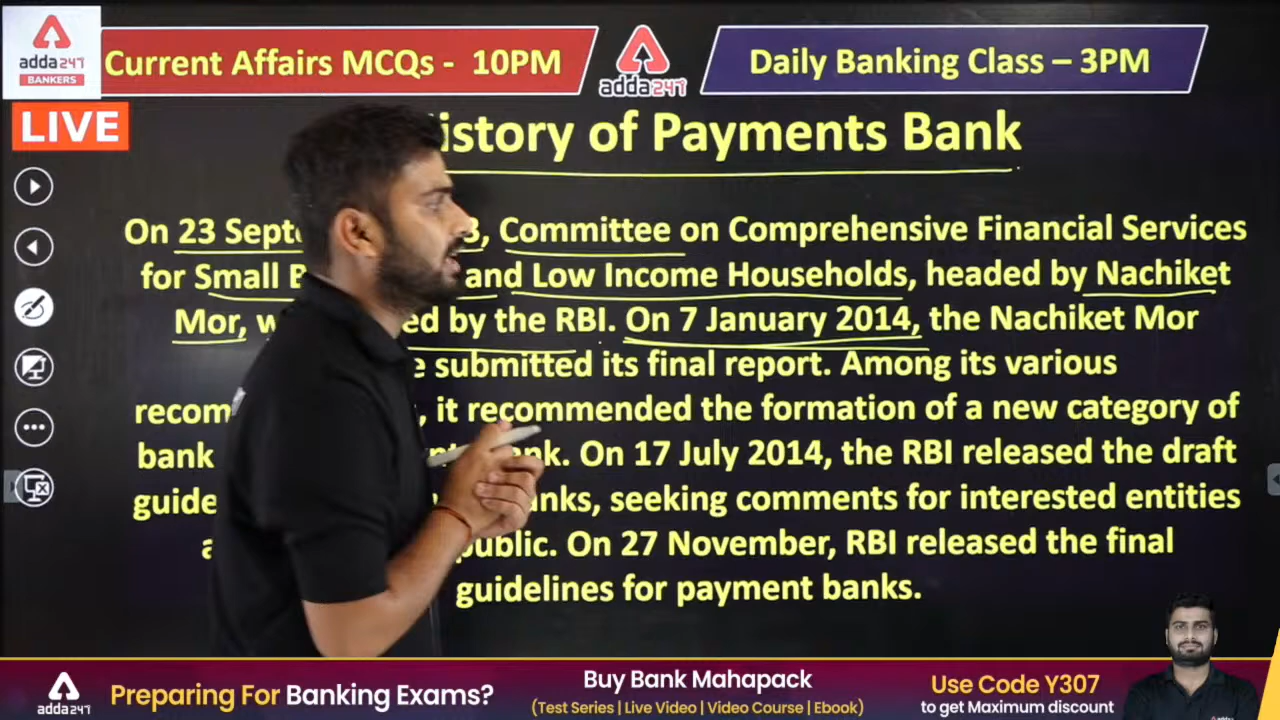 adda247
BANKERS
Current Affairs MCQs - 10PM
adda247
Daily Banking Class – 3PM
LIVE
istory of Payments Bank
On 23 Septe 3, Committee on Comprehensive Financial Services
for Small B and Low Income Households, headed by Nachiket
Mor, w ed by the RBI. On 7 January 2014, the Nachiket Mor
e submitted its final report. Among its various
recom , it recommended the formation of a new category of
bank ank. On 17 July 2014, the RBI released the draft
guide anks, seeking comments for interested entities
a public. On 27 November, RBI released the final
guidelines for payment banks.
adda247
Preparing For Banking Exams?
Buy Bank Mahapack
(Test Series | Live Video | Video Course | Ebook)
Use Code Y307
to get Maximum discount